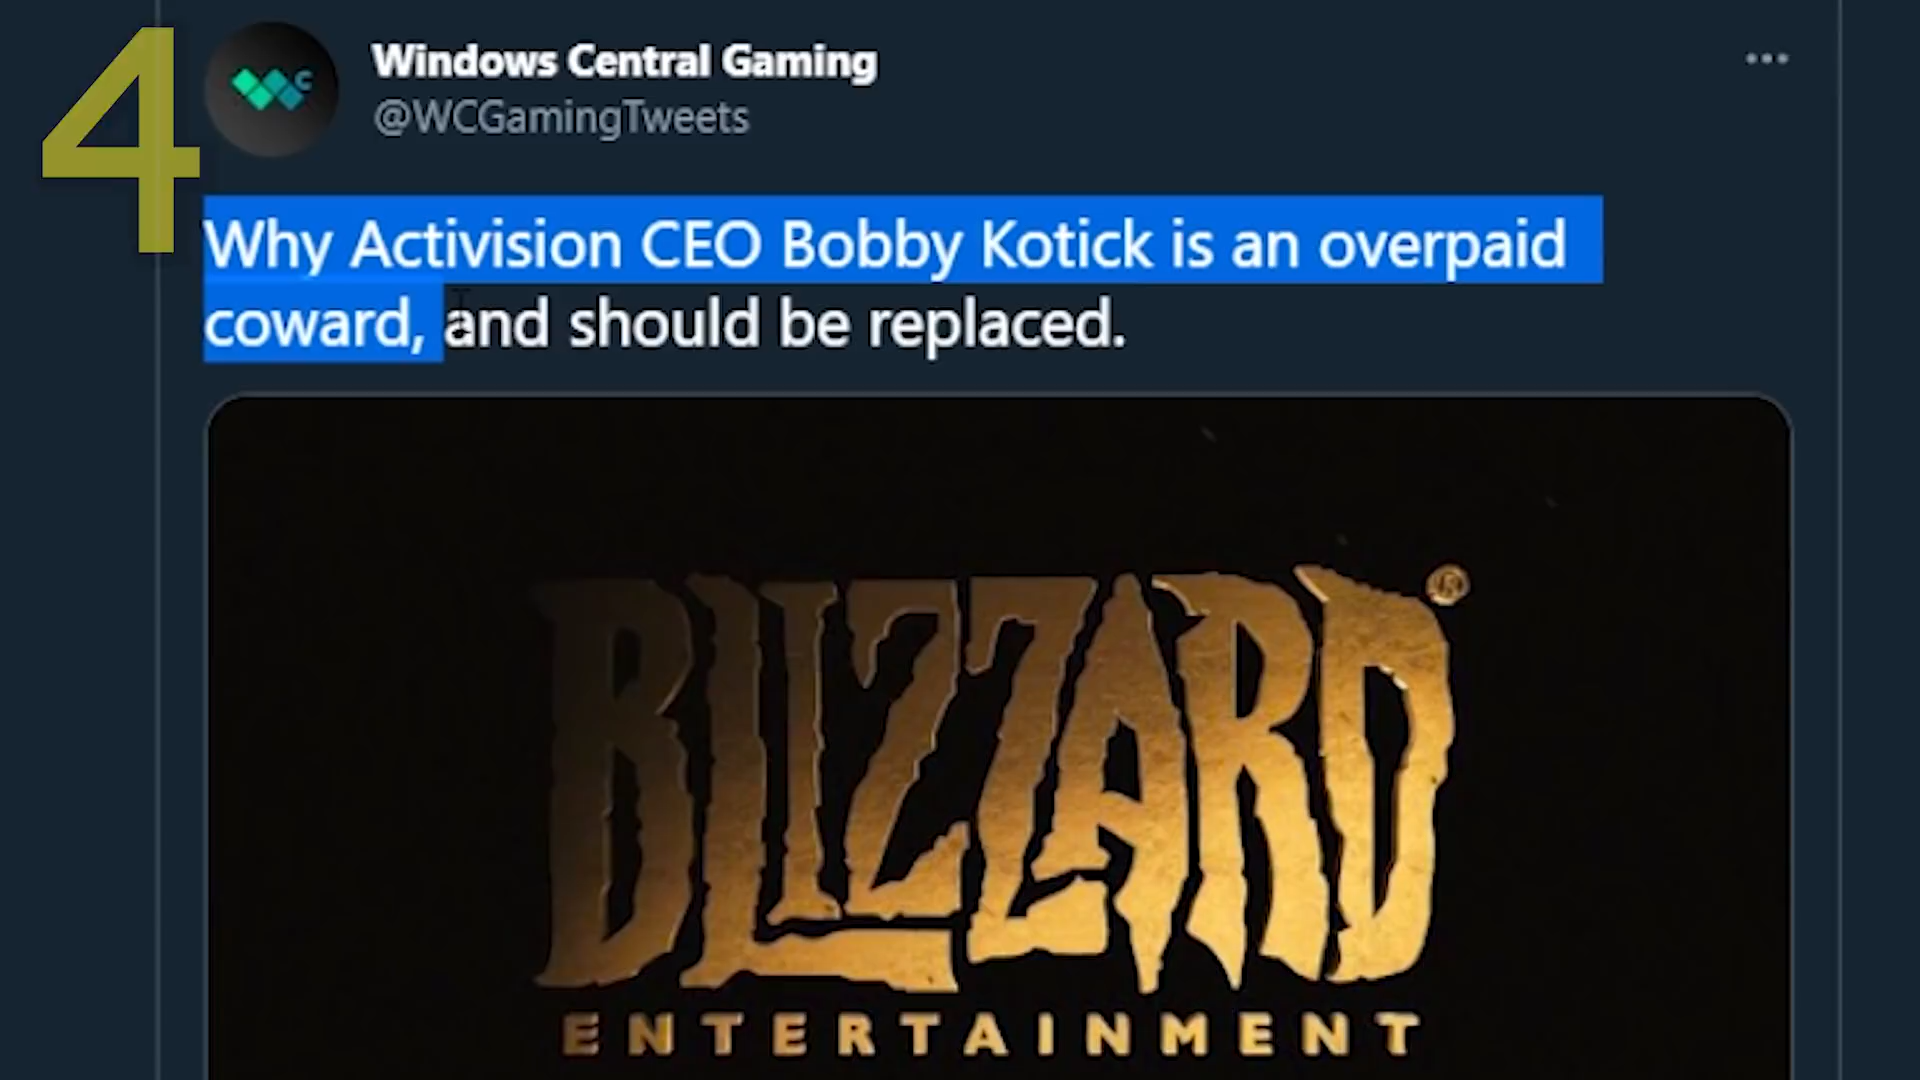 4
Windows Central Gaming
@WCGamingTweets
Why Activision CEO Bobby Kotick is an overpaid
coward, and should be replaced.
BLIZZARD®
ENTERTAINMENT